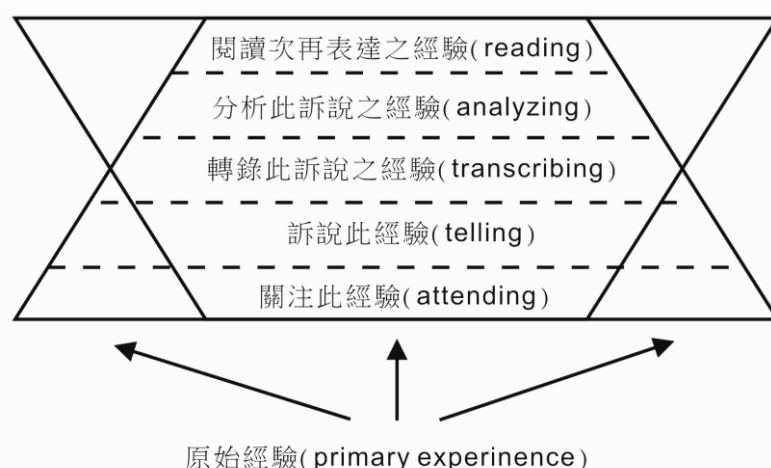 閱讀次再表達之經驗(reading)
分析此訴說之經驗(analyzing)
轉錄此訴說之經驗(transcribing)
訴說此經驗(telling)
關注此經驗(attending)
原始經驗(primary experinence)